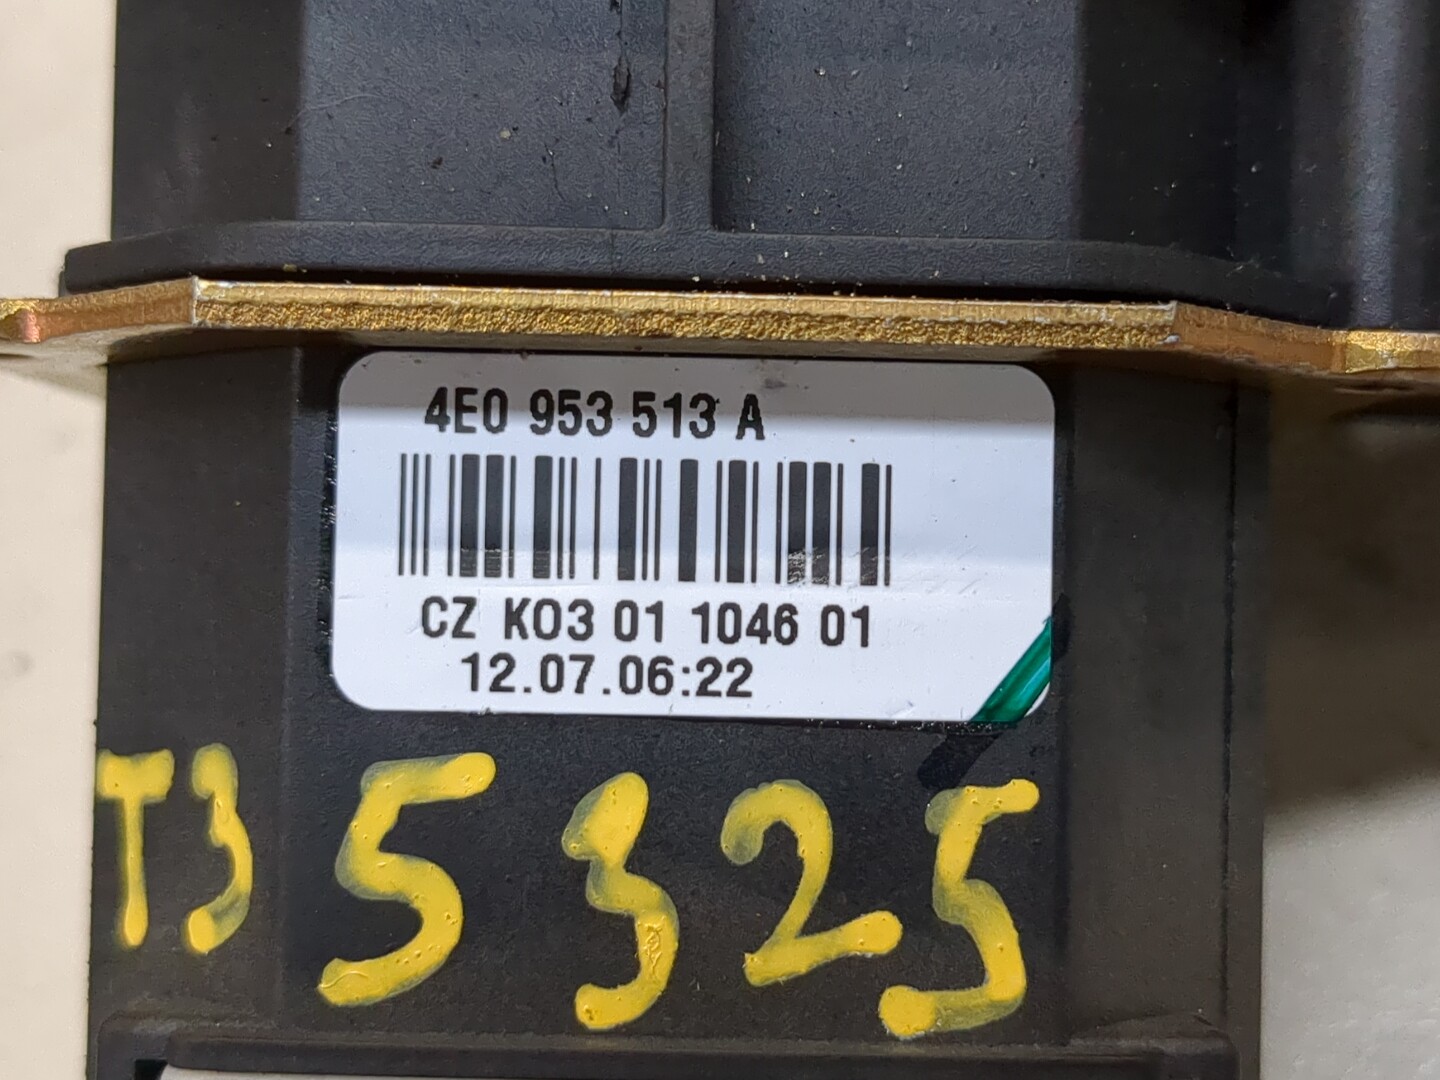 4E0 953 513 A
CZ K03 01 1046 01
12.07.06:22
T3 5325